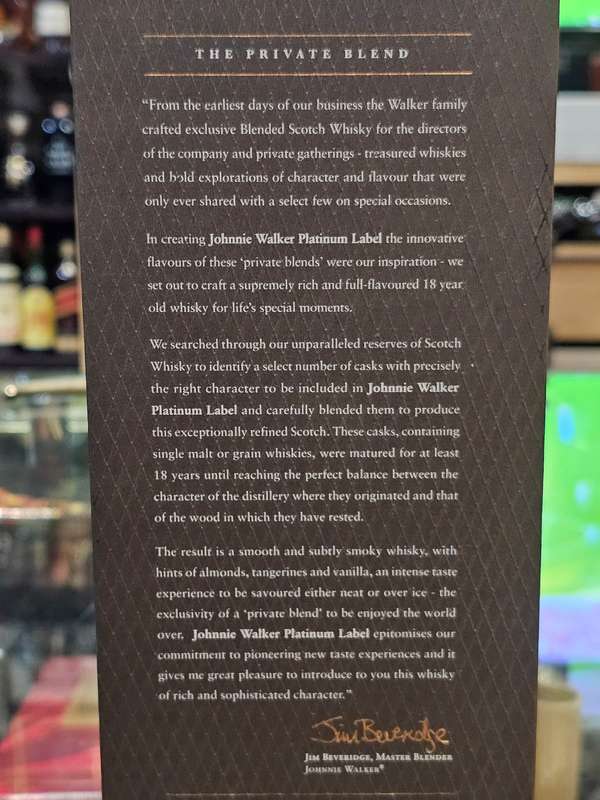 THE PRIVATE BLEND
“From the earliest days of our business the Walker family
crafted exclusive Blended Scotch Whisky for the directors
of the company and private gatherings - treasured whiskies
and bold explorations of character and flavour that were
only ever shared with a select few on special occasions.
In creating Johnnie Walker Platinum Label the innovative
flavours of these ‘private blends’ were our inspiration - we
set out to craft a supremely rich and full-flavoured 18 year
old whisky for life’s special moments.
We searched through our unparalleled reserves of Scotch
Whisky to identify a select number of casks with precisely
the right character to be included in Johnnie Walker
Platinum Label and carefully blended them to produce
this exceptionally refined Scotch. These casks, containing
single malt or grain whiskies, were matured for at least
18 years until reaching the perfect balance between the
character of the distillery where they originated and that
of the wood in which they have rested.
The result is a smooth and subtly smoky whisky, with
hints of almonds, tangerines and vanilla, an intense taste
experience to be savoured either neat or over ice - the
exclusivity of a ‘private blend’ to be enjoyed the world
over. Johnnie Walker Platinum Label epitomises our
commitment to pioneering new taste experiences and it
gives me great pleasure to introduce to you this whisky
of rich and sophisticated character.”
Jim Beveridge
JIM BEVERIDGE, MASTER BLENDER
JOHNNIE WALKER®